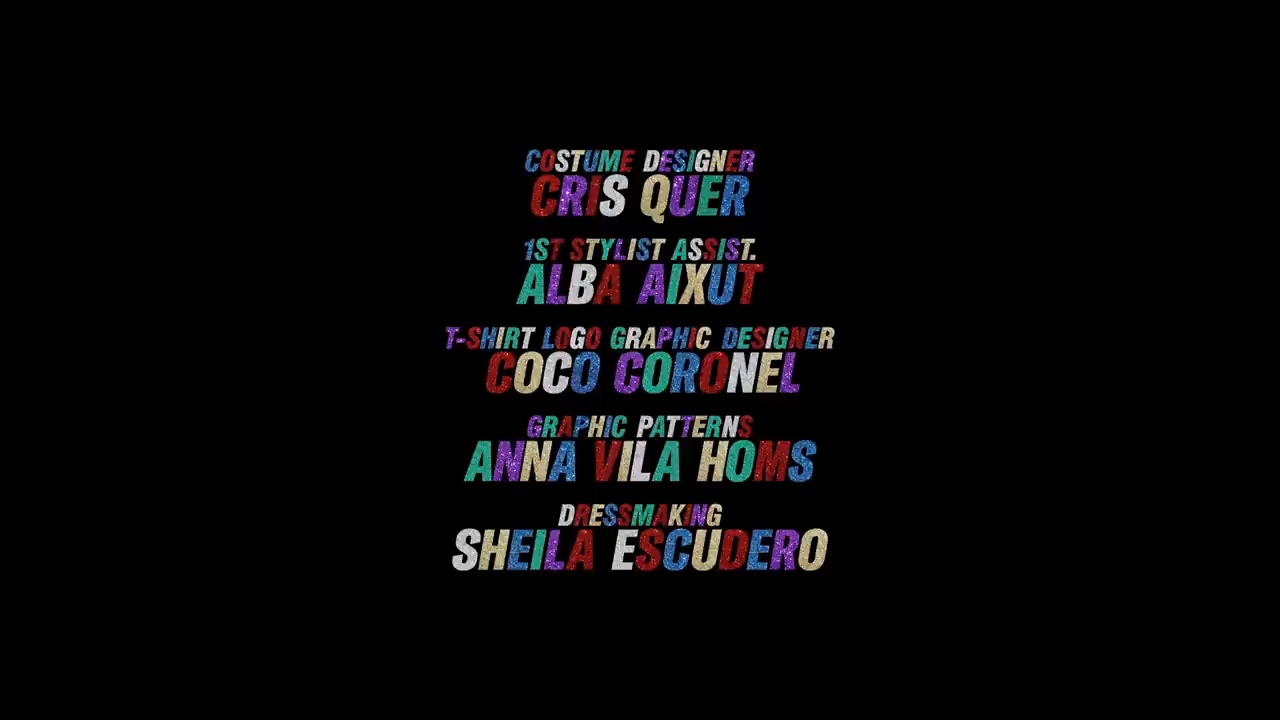 COSTUME DESIGNER
CRIS QUER
1ST STYLIST ASSIST.
ALBA AIXUT
T-SHIRT LOGO GRAPHIC DESIGNER
COCO CORONEL
GRAPHIC PATTERNS
ANNA VILA HOMS
DRESSMAKING
SHEILA ESCUDERO